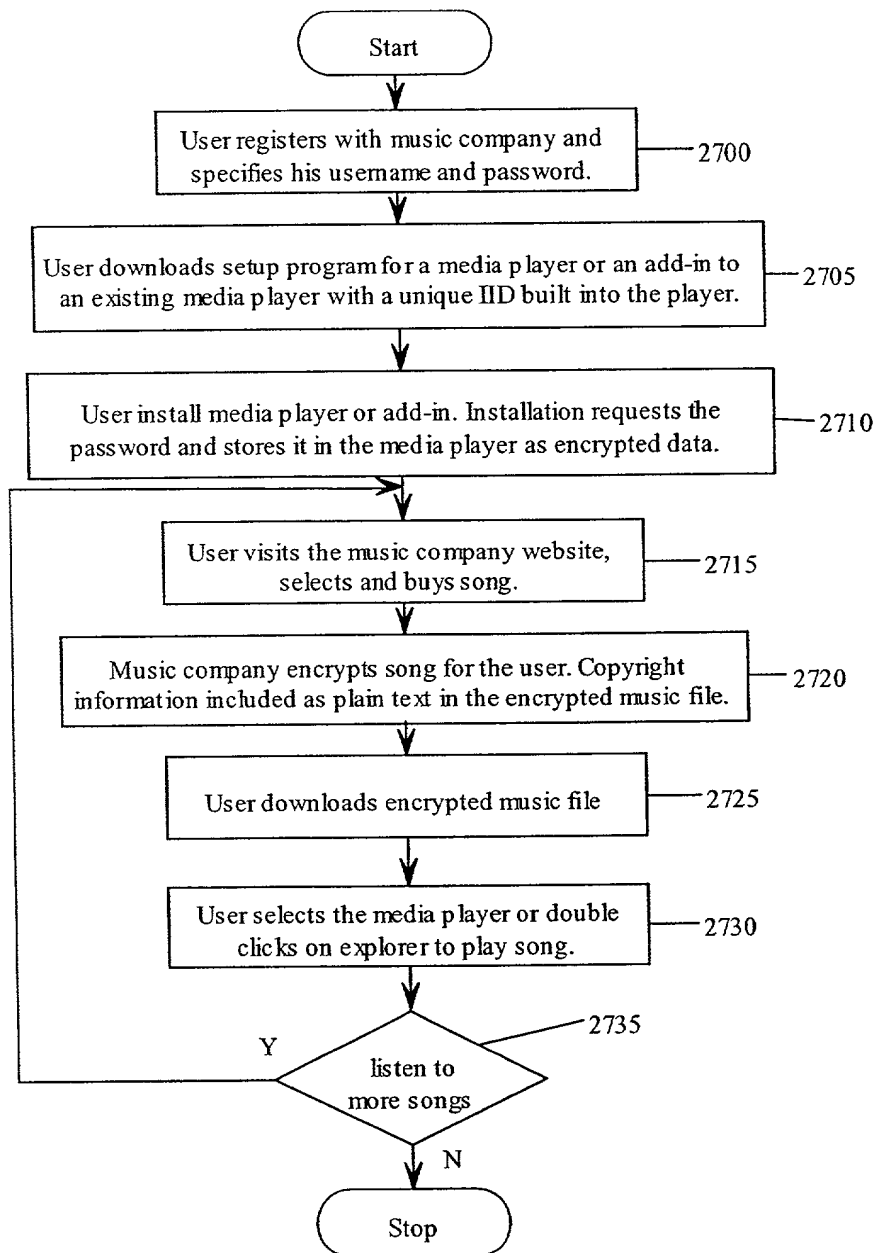 Start
User registers with music company and
specifies his username and password.
2700
User downloads setup program for a media player or an add-in to
an existing media player with a unique IID built into the player.
2705
User install media player or add-in. Installation requests the
password and stores it in the media player as encrypted data.
2710
User visits the music company website,
selects and buys song.
2715
Music company encrypts song for the user. Copyright
information included as plain text in the encrypted music file.
2720
User downloads encrypted music file
2725
User selects the media player or double
clicks on explorer to play song.
2730
2735
Y
listen to
more songs
N
Stop